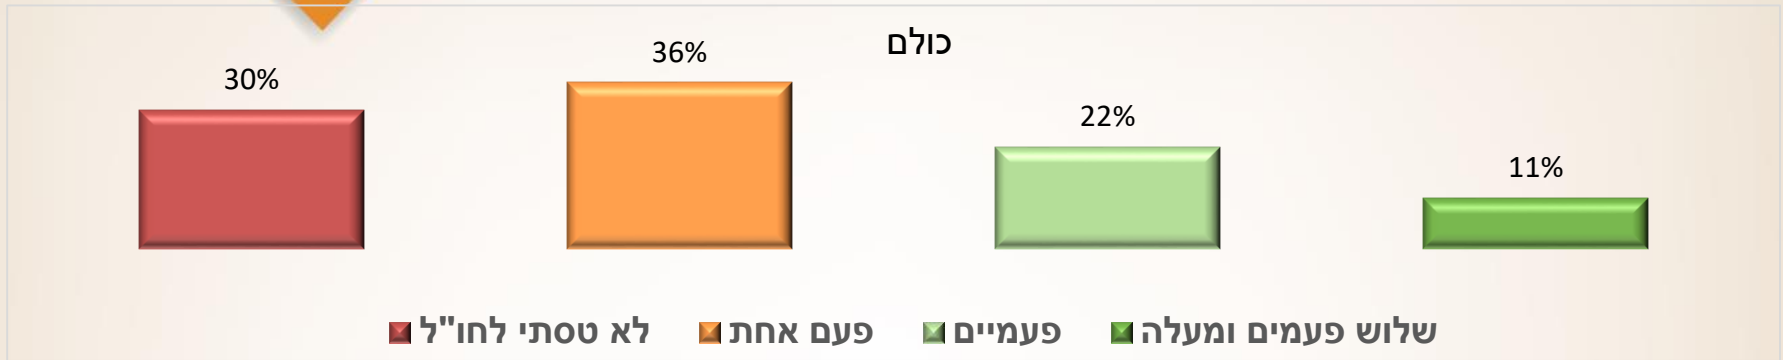 כולם
30%
36%
22%
11%
לא טסתי לחו"ל
פעם אחת
פעמיים
שלוש פעמים ומעלה